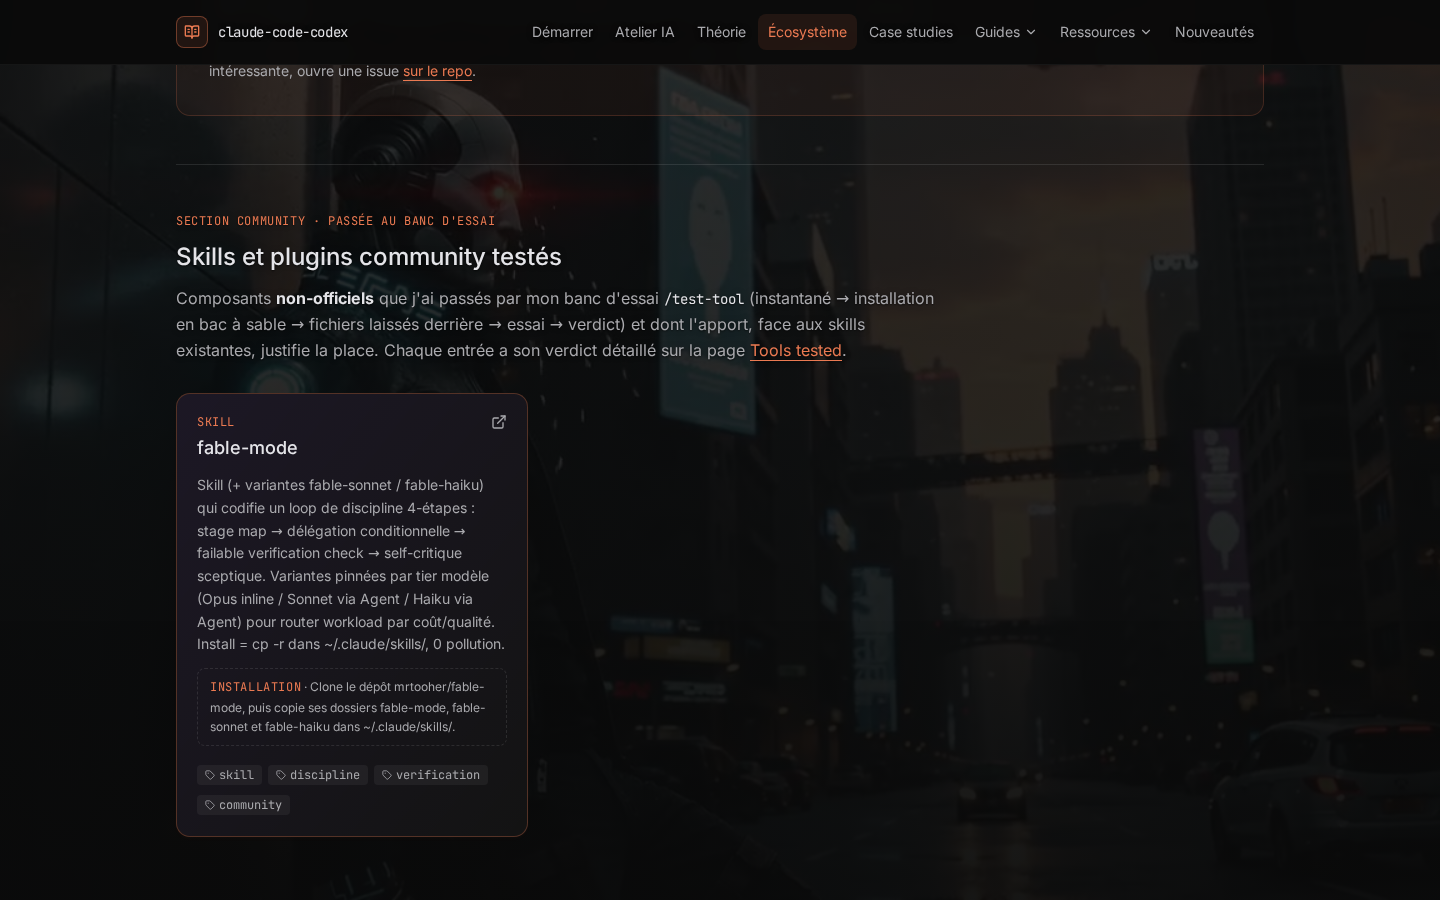 claude-code-codex
Démarrer
Atelier IA
Théorie
Écosystème
Case studies
Guides
Ressources
Nouveautés
intéressante, ouvre une issue sur le repo.
SECTION COMMUNITY · PASSÉE AU BANC D'ESSAI
Skills et plugins community testés
Composants non-officiels que j'ai passés par mon banc d'essai /test-tool (instantané → installation
en bac à sable → fichiers laissés derrière → essai → verdict) et dont l'apport, face aux skills
existantes, justifie la place. Chaque entrée a son verdict détaillé sur la page Tools tested.
SKILL
fable-mode
Skill (+ variantes fable-sonnet / fable-haiku)
qui codifie un loop de discipline 4-étapes :
stage map → délégation conditionnelle →
failable verification check → self-critique
sceptique. Variantes pinnées par tier modèle
(Opus inline / Sonnet via Agent / Haiku via
Agent) pour router workload par coût/qualité.
Install = cp -r dans ~/.claude/skills/, 0 pollution.
INSTALLATION · Clone le dépôt mrtooher/fable-
mode, puis copie ses dossiers fable-mode, fable-
sonnet et fable-haiku dans ~/.claude/skills/.
skill
discipline
verification
community